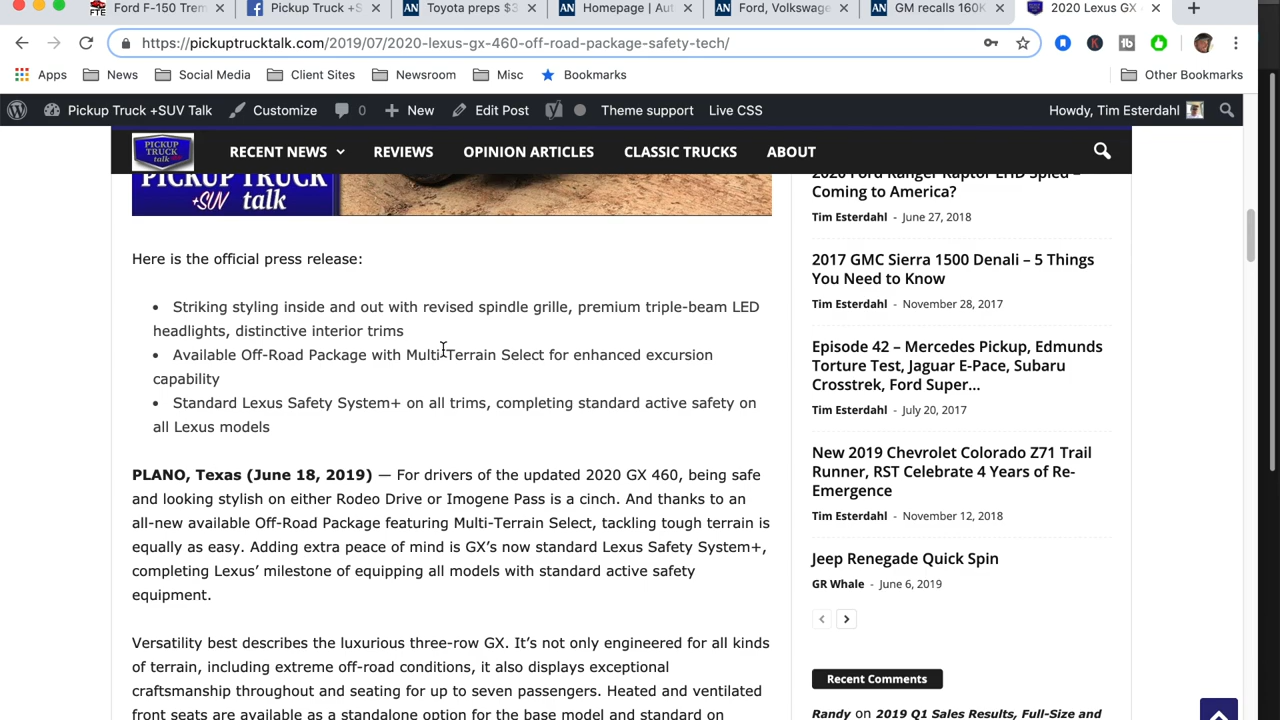 Ford F-150 Trem
Pickup Truck +S
Toyota preps $3
Homepage | Aut
Ford, Volkswage
GM recalls 160K
2020 Lexus GX
https://pickuptrucktalk.com/2019/07/2020-lexus-gx-460-off-road-package-safety-tech/
Apps News Social Media Client Sites Newsroom Misc Bookmarks Other Bookmarks
Pickup Truck +SUV Talk Customize 0 New Edit Post Theme support Live CSS Howdy, Tim Esterdahl
PICKUP TRUCK talk
RECENT NEWS REVIEWS OPINION ARTICLES CLASSIC TRUCKS ABOUT
PICKUP TRUCK
+SUV talk
Here is the official press release:
• Striking styling inside and out with revised spindle grille, premium triple-beam LED
headlights, distinctive interior trims
• Available Off-Road Package with Multi-Terrain Select for enhanced excursion
capability
• Standard Lexus Safety System+ on all trims, completing standard active safety on
all Lexus models
PLANO, Texas (June 18, 2019) — For drivers of the updated 2020 GX 460, being safe
and looking stylish on either Rodeo Drive or Imogene Pass is a cinch. And thanks to an
all-new available Off-Road Package featuring Multi-Terrain Select, tackling tough terrain is
equally as easy. Adding extra peace of mind is GX's now standard Lexus Safety System+,
completing Lexus' milestone of equipping all models with standard active safety
equipment.
Versatility best describes the luxurious three-row GX. It's not only engineered for all kinds
of terrain, including extreme off-road conditions, it also displays exceptional
craftsmanship throughout and seating for up to seven passengers. Heated and ventilated
front seats are available as a standalone option for the base model and standard on
2020 Ford Ranger Raptor LHD Spied –
Coming to America?
Tim Esterdahl - June 27, 2018
2017 GMC Sierra 1500 Denali – 5 Things
You Need to Know
Tim Esterdahl - November 28, 2017
Episode 42 – Mercedes Pickup, Edmunds
Torture Test, Jaguar E-Pace, Subaru
Crosstrek, Ford Super...
Tim Esterdahl - July 20, 2017
New 2019 Chevrolet Colorado Z71 Trail
Runner, RST Celebrate 4 Years of Re-
Emergence
Tim Esterdahl - November 12, 2018
Jeep Renegade Quick Spin
GR Whale - June 6, 2019
Recent Comments
Randy on 2019 Q1 Sales Results, Full-Size and